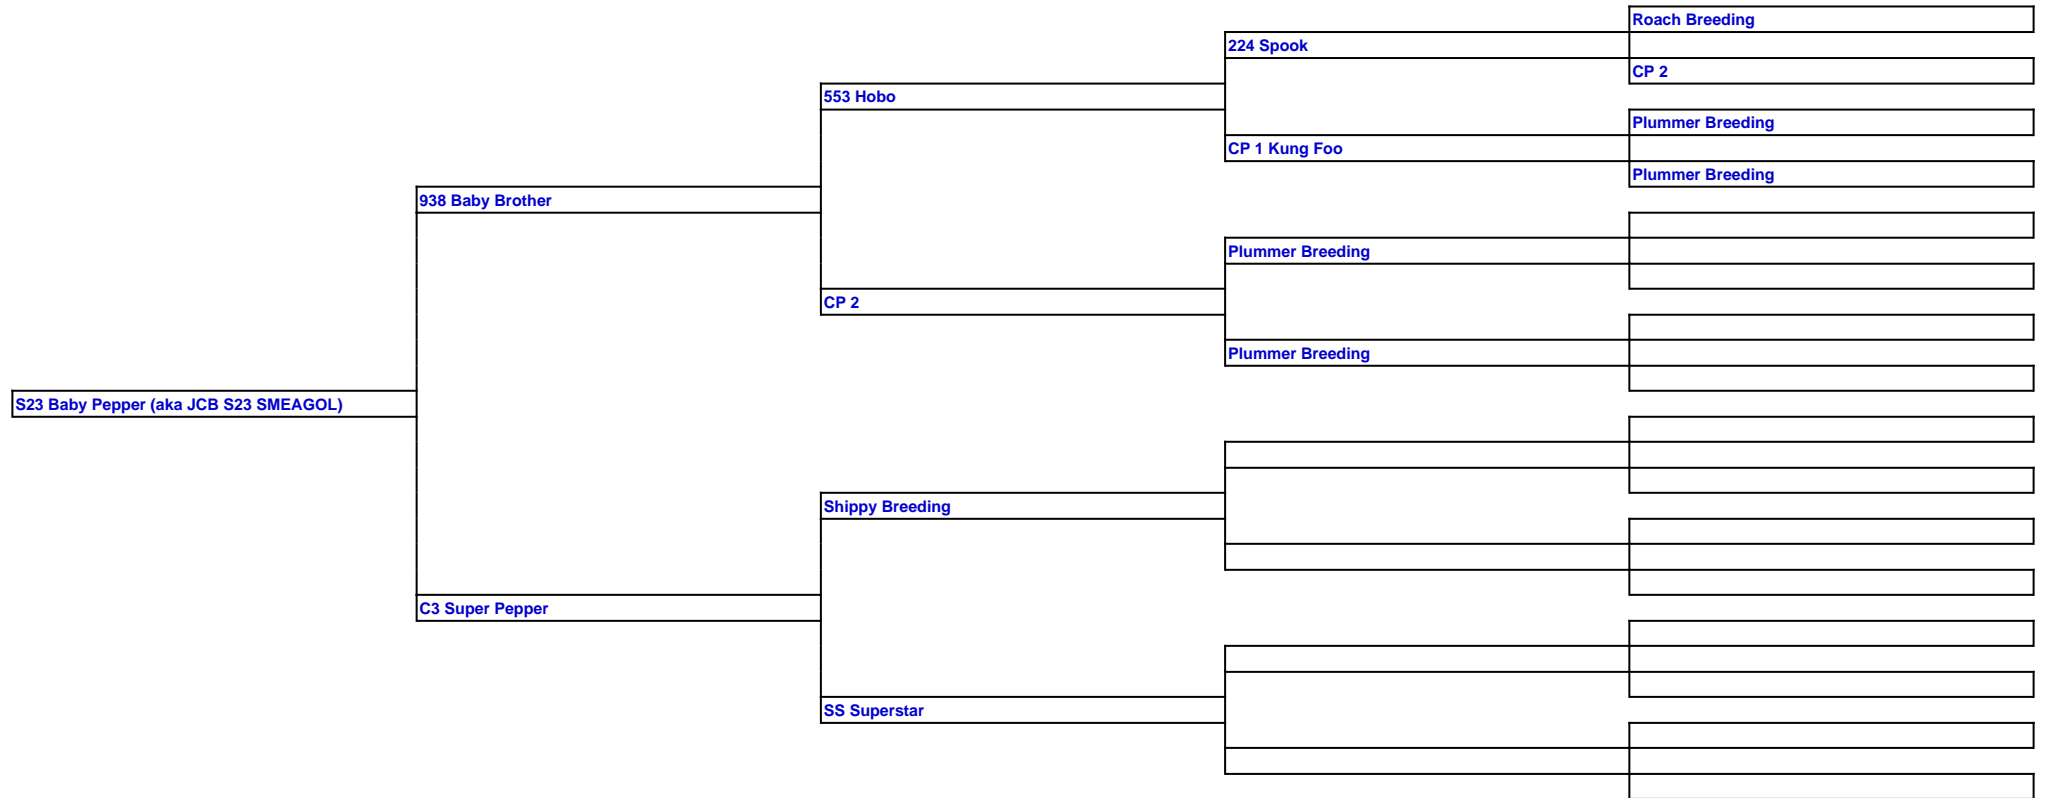 Roach Breeding
224 Spook
CP 2
553 Hobo
Plummer Breeding
CP 1 Kung Foo
Plummer Breeding
938 Baby Brother
Plummer Breeding
CP 2
Plummer Breeding
S23 Baby Pepper (aka JCB S23 SMEAGOL)
Shippy Breeding
C3 Super Pepper
SS Superstar